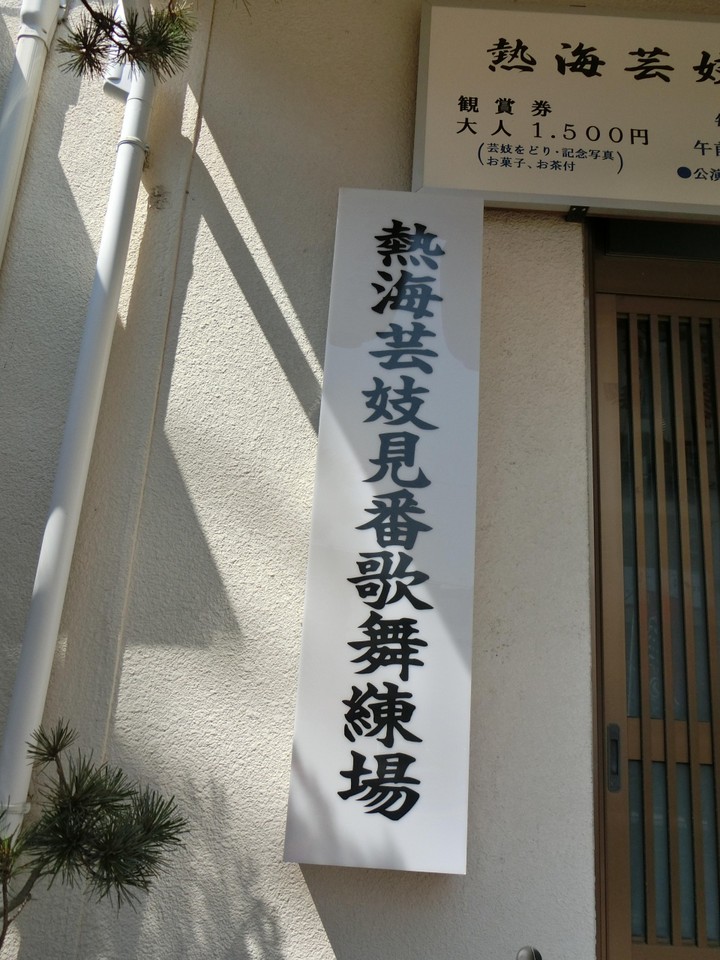 熱海芸妓
観賞券
大人 1.500円
(芸妓をどり・記念写真
お菓子、お茶付)
午前
●公演
熱海芸妓見番歌舞練場